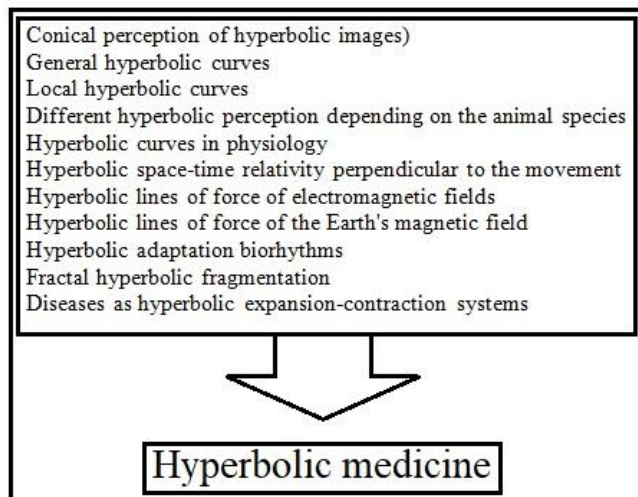 Conical perception of hyperbolic images)
General hyperbolic curves
Local hyperbolic curves
Different hyperbolic perception depending on the animal species
Hyperbolic curves in physiology
Hyperbolic space-time relativity perpendicular to the movement
Hyperbolic lines of force of electromagnetic fields
Hyperbolic lines of force of the Earth's magnetic field
Hyperbolic adaptation biorhythms
Fractal hyperbolic fragmentation
Diseases as hyperbolic expansion-contraction systems
Hyperbolic medicine